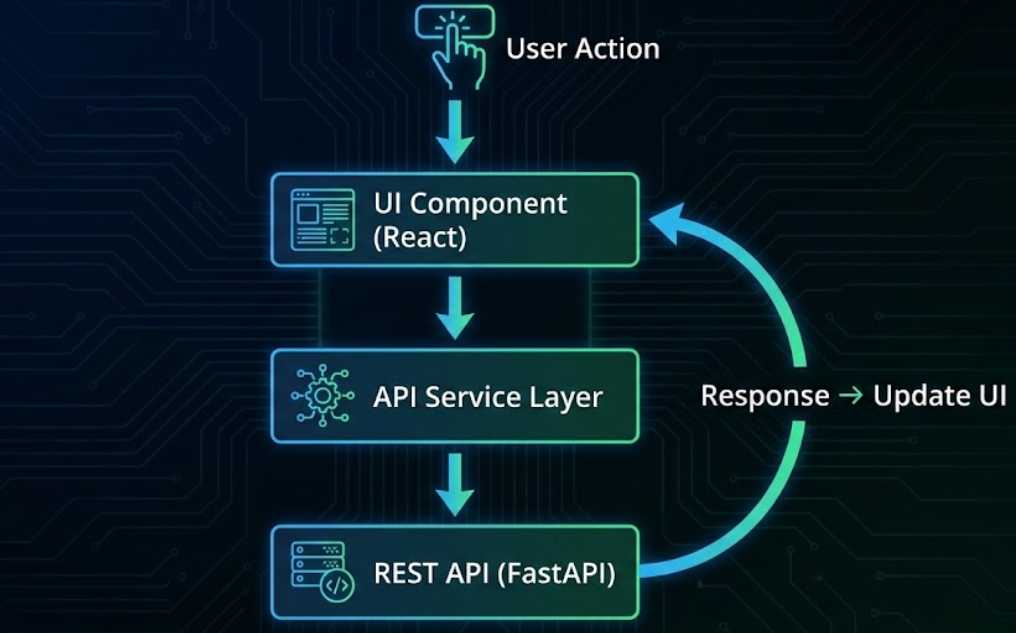 User Action
UI Component
(React)
API Service Layer
Response → Update UI
REST API (FastAPI)